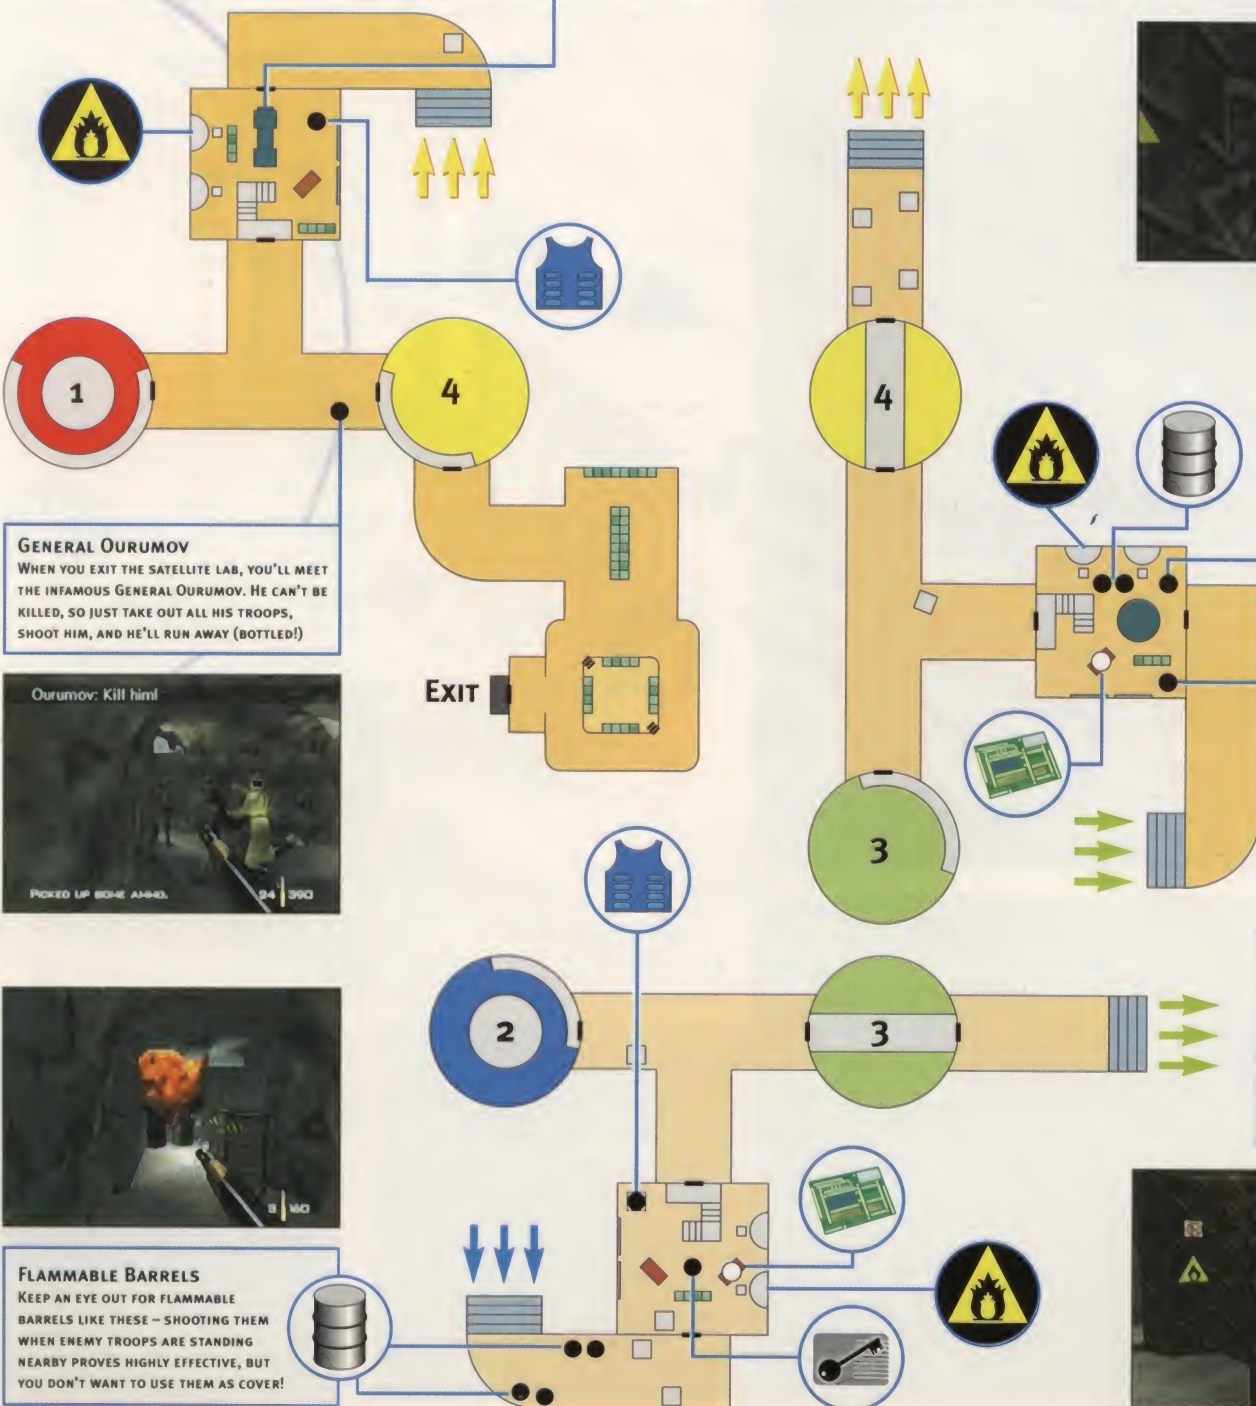 1
4
GENERAL OURUMOV
WHEN YOU EXIT THE SATELLITE LAB, YOU'LL MEET
THE INFAMOUS GENERAL OURUMOV. HE CAN'T BE
KILLED, SO JUST TAKE OUT ALL HIS TROOPS,
SHOOT HIM, AND HE'LL RUN AWAY (BOTTLED!)
Ourumov: Kill him!
PICKED UP SOME AMMO.
24 390
EXIT
4
3
2
3
3 160
FLAMMABLE BARRELS
KEEP AN EYE OUT FOR FLAMMABLE
BARRELS LIKE THESE – SHOOTING THEM
WHEN ENEMY TROOPS ARE STANDING
NEARBY PROVES HIGHLY EFFECTIVE, BUT
YOU DON'T WANT TO USE THEM AS COVER!